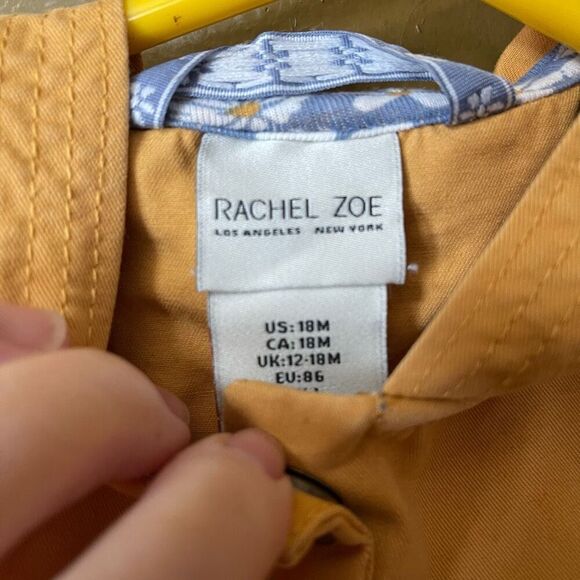 RACHEL ZOE
LOS ANGELES NEW YORK
US: 18M
CA: 18M
UK:12-18M
EU:86